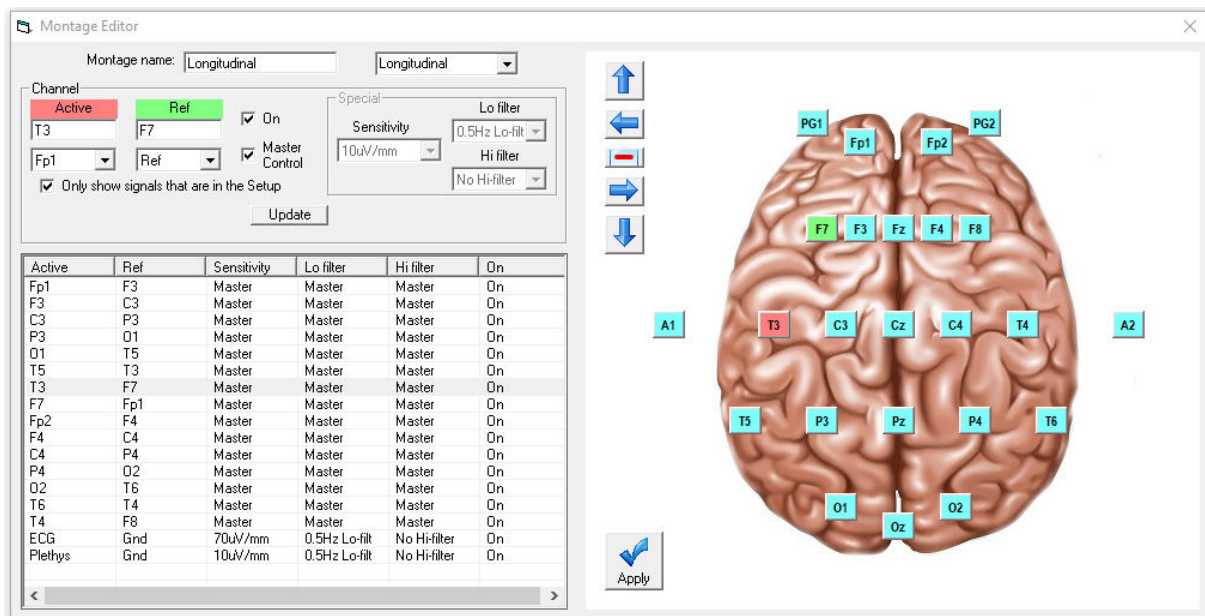 Montage Editor
Montage name: Longitudinal Longitudinal
Channel
Active Ref On
T3 F7
Fp1 Ref Master Control
Only show signals that are in the Setup
Special
Sensitivity
10uV/mm
Lo filter
0.5Hz Lo-filt
Hi filter
No Hi-filter
Update
Active Ref Sensitivity Lo filter Hi filter On
Fp1 F3 Master Master Master On
F3 C3 Master Master Master On
C3 P3 Master Master Master On
P3 O1 Master Master Master On
O1 T5 Master Master Master On
T5 T3 Master Master Master On
T3 F7 Master Master Master On
F7 Fp1 Master Master Master On
Fp2 F4 Master Master Master On
F4 C4 Master Master Master On
C4 P4 Master Master Master On
P4 O2 Master Master Master On
O2 T6 Master Master Master On
T6 T4 Master Master Master On
T4 F8 Master Master Master On
ECG Gnd 70uV/mm 0.5Hz Lo-filt No Hi-filter On
Plethys Gnd 10uV/mm 0.5Hz Lo-filt No Hi-filter On
PG1 PG2
Fp1 Fp2
F7 F3 Fz F4 F8
A1 T3 C3 Cz C4 T4 A2
T5 P3 Pz P4 T6
O1 O2
Oz
Apply